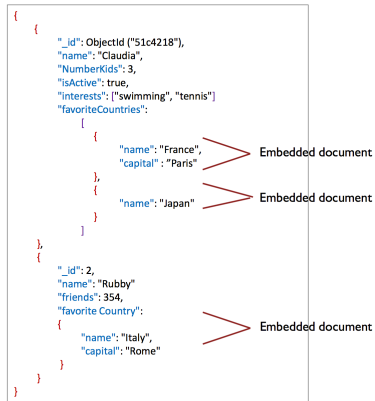 {
{
"_id": ObjectId ("51c4218"),
"name": "Claudia",
"NumberKids": 3,
"isActive": true,
"interests": ["swimming", "tennis"]
"favoriteCountries":
[
{
"name": "France",
"capital" : "Paris"
Embedded document
},
{
"name": "Japan"
Embedded document
}
]
},
{
"_id": 2,
"name": "Rubby"
"friends": 354,
"favorite Country":
{
"name": "Italy",
"capital": "Rome"
Embedded document
}
}
}